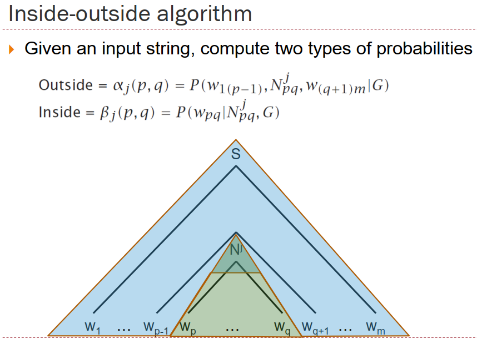 Inside-outside algorithm
Given an input string, compute two types of probabilities
Outside = αⱼ(p, q) = P(w₁₍ₚ₋₁₎, Nʲₚq, w₍q₊₁₎ₘ|G)
Inside = βⱼ(p, q) = P(wₚq|Nʲₚq, G)
S
Nʲ
w₁ ... wₚ₋₁ wₚ ... wq wq₊₁ ... wₘ